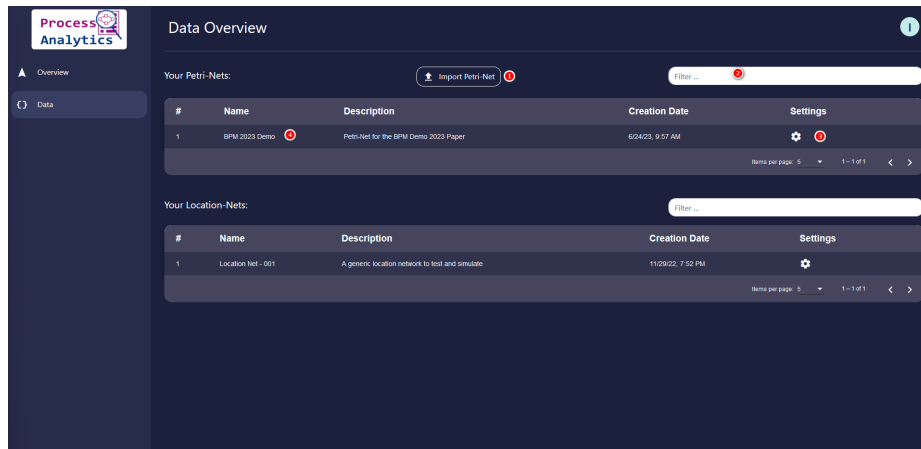 Process
Analytics
Data Overview
I
Overview
Data
Your Petri-Nets:
Import Petri-Net
1
Filter ...
2
# Name Description Creation Date Settings
1 BPM 2023 Demo 4 Petri-Net for the BPM Demo 2023 Paper 6/24/23, 9:57 AM 3
Items per page: 5 1 – 1 of 1
Your Location-Nets:
Filter ...
# Name Description Creation Date Settings
1 Location Net - 001 A generic location network to test and simulate 11/29/22, 7:52 PM
Items per page: 5 1 – 1 of 1